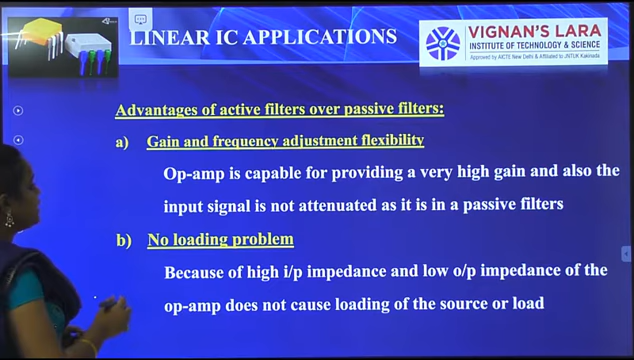 LINEAR IC APPLICATIONS
VIGNAN'S LARA
INSTITUTE OF TECHNOLOGY & SCIENCE
Approved by AICTE New Delhi & Affiliated to JNTUK Kakinada
Advantages of active filters over passive filters:
a) Gain and frequency adjustment flexibility
Op-amp is capable for providing a very high gain and also the
input signal is not attenuated as it is in a passive filters
b) No loading problem
Because of high i/p impedance and low o/p impedance of the
op-amp does not cause loading of the source or load